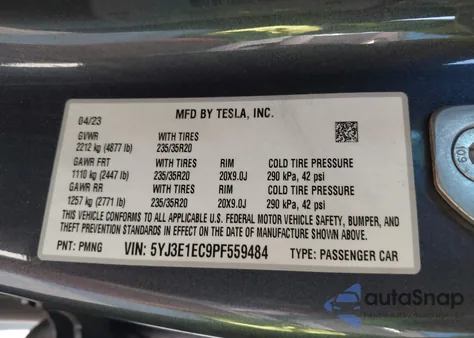 MFD BY TESLA, INC.
04/23
GVWR WITH TIRES
2212 kg (4877 lb) 235/35R20
GAWR FRT WITH TIRES RIM COLD TIRE PRESSURE
1110 kg (2447 lb) 235/35R20 20X9.0J 290 kPa, 42 psi
GAWR RR WITH TIRES RIM COLD TIRE PRESSURE
1257 kg (2771 lb) 235/35R20 20X9.0J 290 kPa, 42 psi
THIS VEHICLE CONFORMS TO ALL APPLICABLE U.S. FEDERAL MOTOR VEHICLE SAFETY, BUMPER, AND
THEFT PREVENTION STANDARDS IN EFFECT ON THE DATE OF MANUFACTURE SHOWN ABOVE.
PNT: PMNG VIN: 5YJ3E1EC9PF559484 TYPE: PASSENGER CAR
109
autoSnap